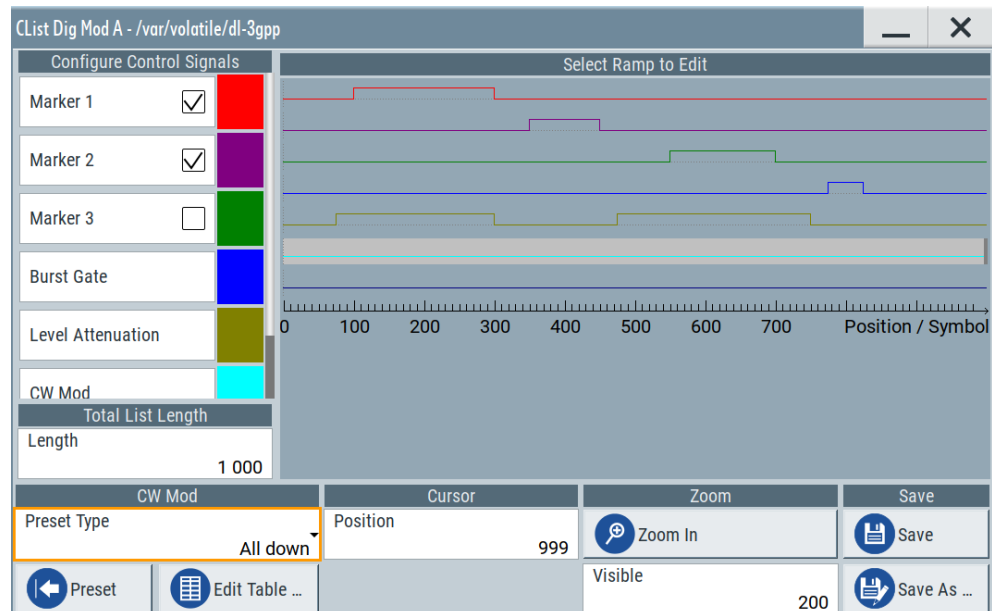 CList Dig Mod A - /var/volatile/dl-3gpp
Configure Control Signals
Marker 1
Marker 2
Marker 3
Burst Gate
Level Attenuation
CW Mod
Total List Length
Length
1 000
Select Ramp to Edit
0 100 200 300 400 500 600 700 Position / Symbol
CW Mod
Preset Type
All down
Preset
Edit Table ...
Cursor
Position
999
Zoom
Zoom In
Visible
200
Save
Save
Save As ...